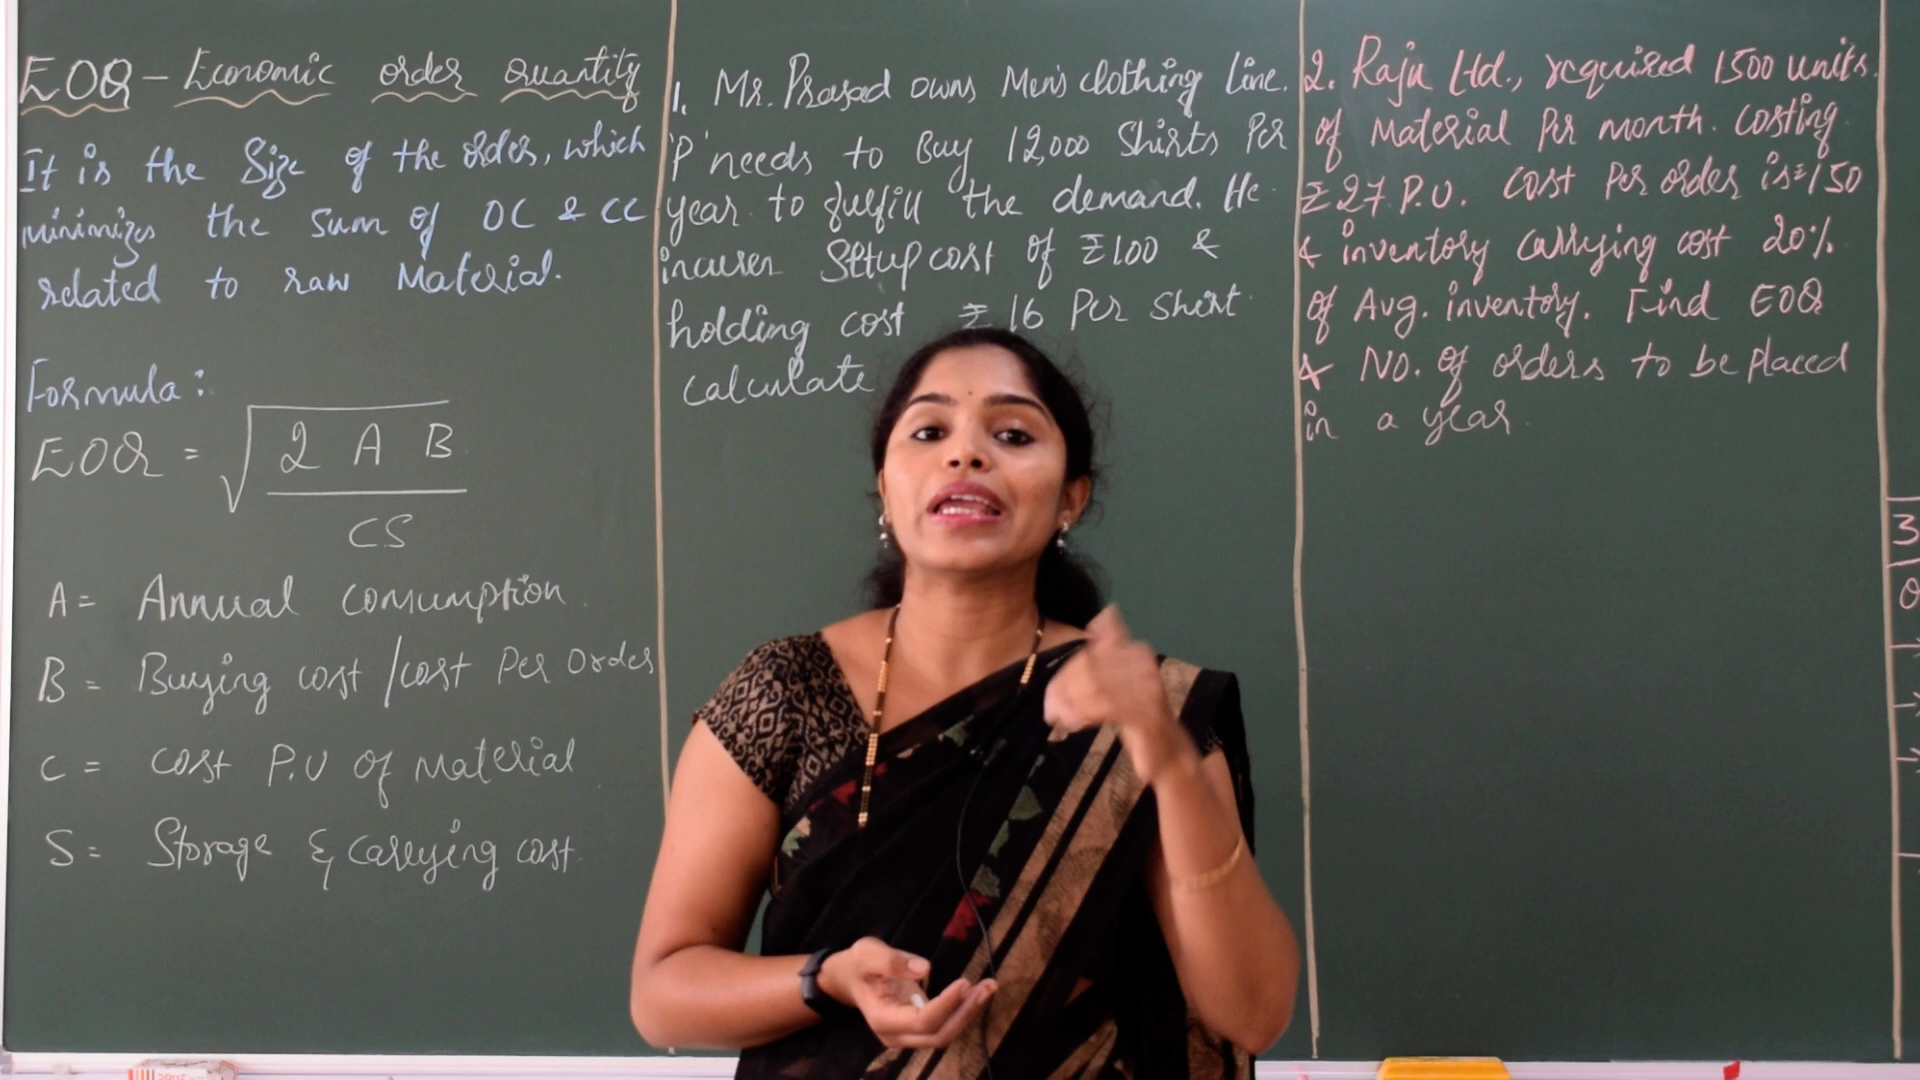 EOQ - Economic order quantity
It is the Size of the order, which
minimizes the sum of OC & CC
related to raw Material.
Formula:
EOQ = √ 2 A B
CS
A = Annual consumption
B = Buying cost / cost Per Order
C = cost P.U of Material
S = Storage & carrying cost
1. Mr. Prasad owns Men's clothing Line.
'P' needs to Buy 12,000 Shirts Per
year to fulfill the demand. He
incurer Setup cost of ₹100 &
holding cost ₹16 Per Shirt
calculate
2. Raju Ltd., required 1500 units
of Material Per month. costing
₹27 P.U. cost Per order is ₹150
& inventory carrying cost 20%
of Avg. inventory. Find EOQ
& No. of orders to be placed
in a year.
3